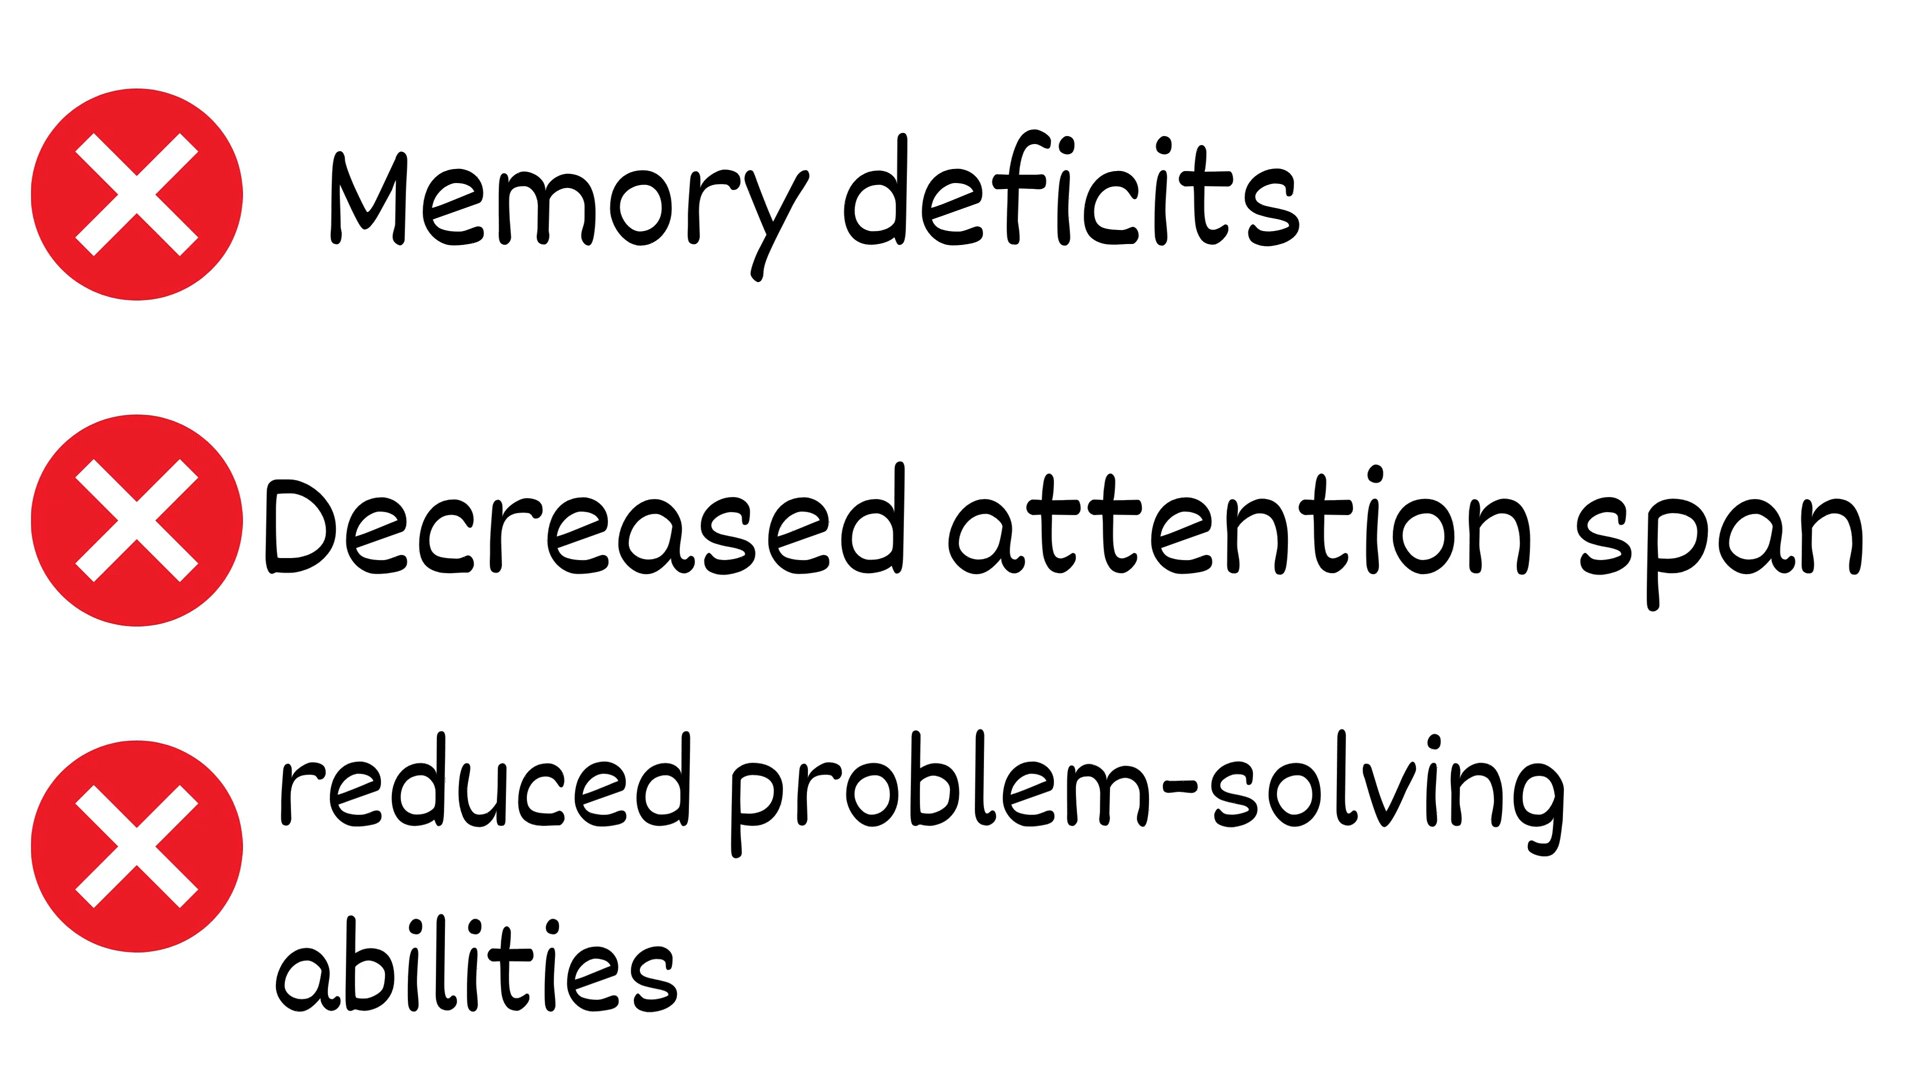 Memory deficits
Decreased attention span
reduced problem-solving
abilities